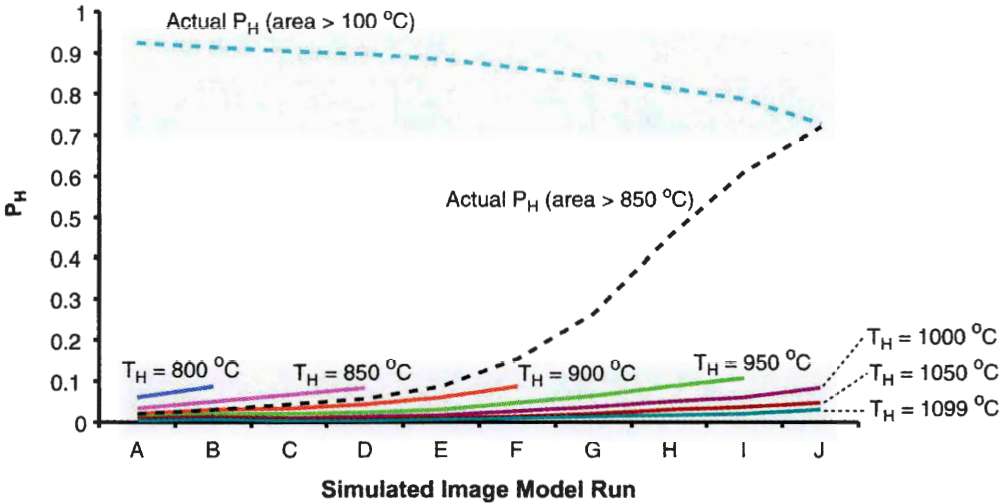 Actual P_H (area > 100 °C)
1
0.9
0.8
0.7
0.6
0.5
0.4
0.3
0.2
0.1
0
P_H
Actual P_H (area > 850 °C)
T_H = 800 °C
T_H = 850 °C
T_H = 900 °C
T_H = 950 °C
T_H = 1000 °C
T_H = 1050 °C
T_H = 1099 °C
A B C D E F G H I J
Simulated Image Model Run